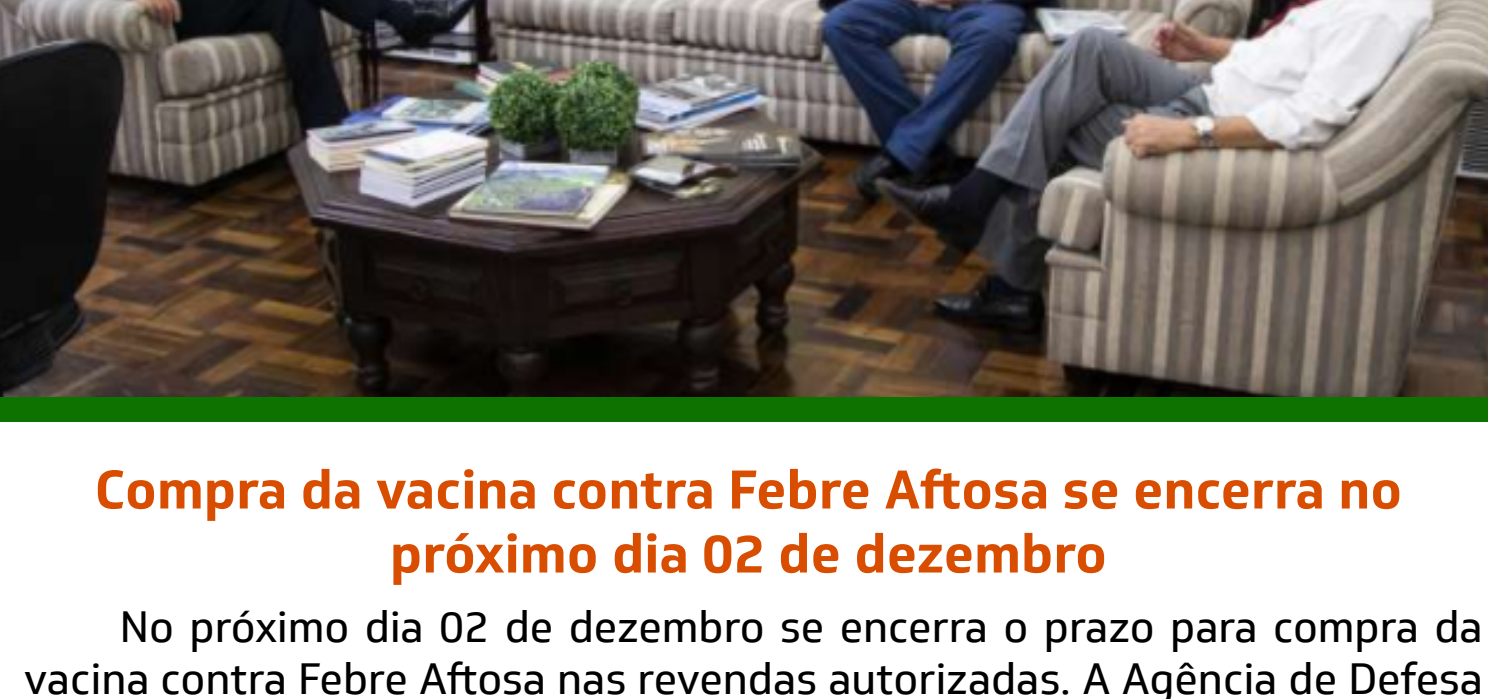 Compra da vacina contra Febre Aftosa se encerra no
próximo dia 02 de dezembro
No próximo dia 02 de dezembro se encerra o prazo para compra da
vacina contra Febre Aftosa nas revendas autorizadas. A Agência de Defesa